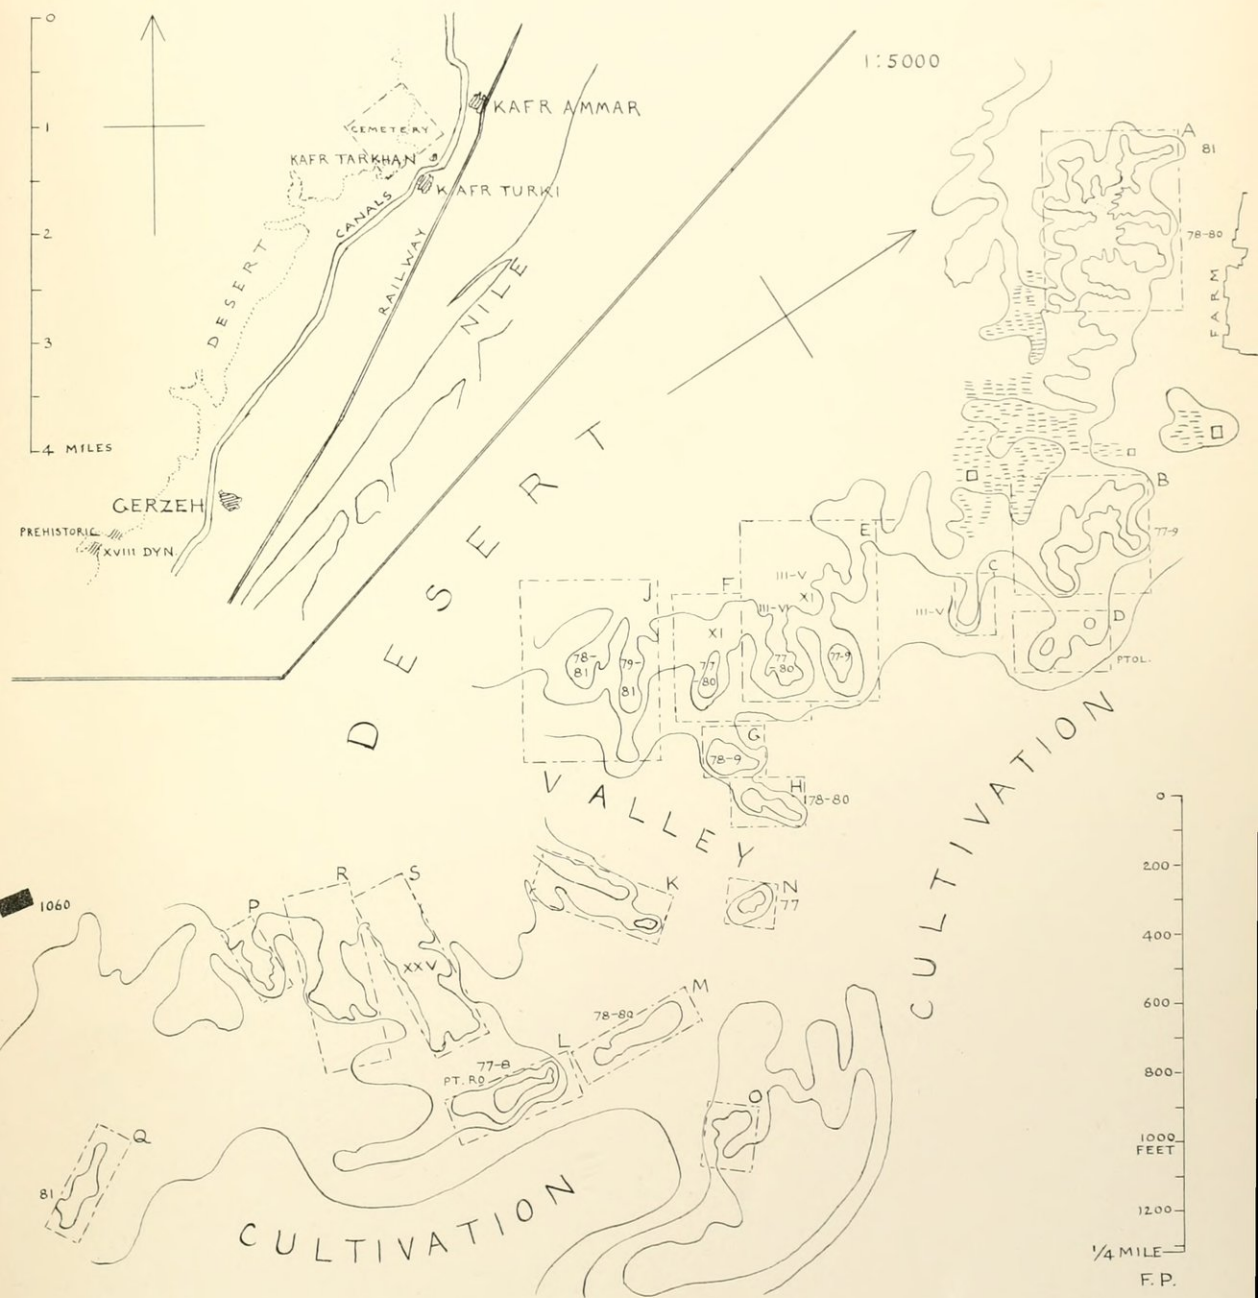 0
1
2
3
4 MILES
KAFR AMMAR
CEMETERY
KAFR TARKHAN
KAFR TURKI
CANALS
RAILWAY
DESERT
NILE
GERZEH
PREHISTORIC
XVIII DYN.
1:5000
A
81
78-80
FARM
B
77-9
C
III-V
D
PTOL.
E
III-V
XI
III-VI
77
-80
77-9
F
XI
77
-80
J
78-
81
79-
81
G
78-9
H
78-80
DESERT
VALLEY
CULTIVATION
K
N
77
1060
P
R
S
XXV
M
78-80
L
77-8
PT. RO
O
Q
81
CULTIVATION
0
200
400
600
800
1000
FEET
1200
1/4 MILE
F.P.